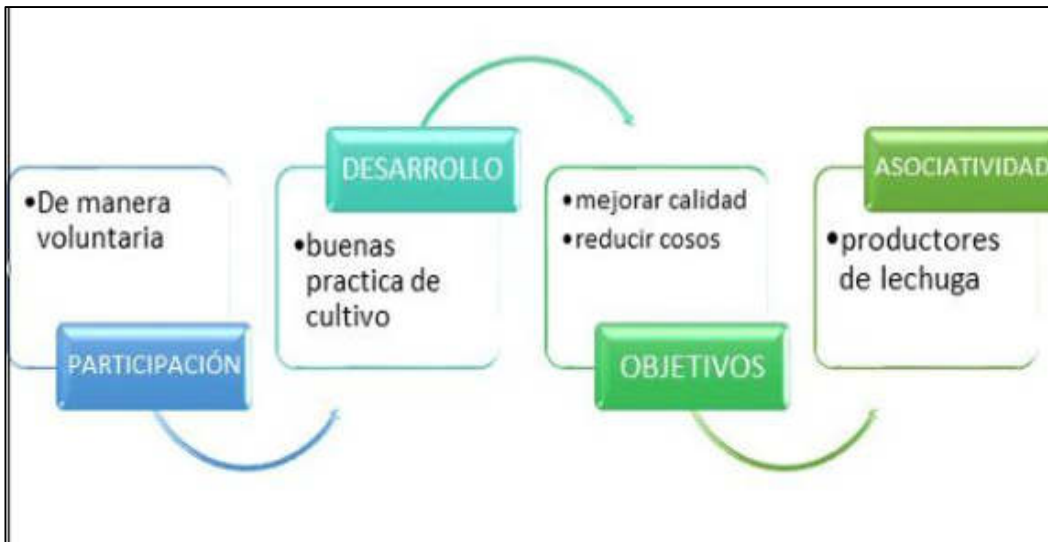 •De manera
voluntaria
PARTICIPACIÓN
DESARROLLO
•buenas
practica de
cultivo
•mejorar calidad
•reducir cosos
OBJETIVOS
ASOCIATIVIDAD
•productores
de lechuga